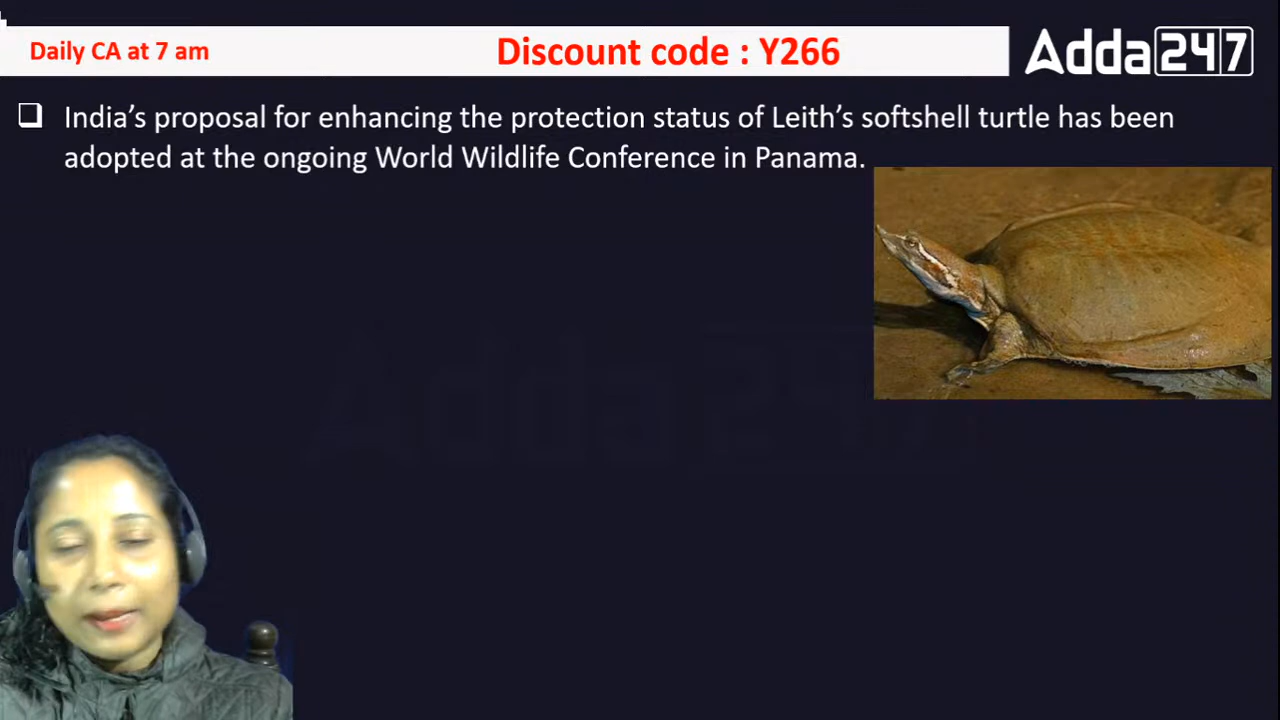 Daily CA at 7 am
Discount code : Y266
Adda247
India's proposal for enhancing the protection status of Leith's softshell turtle has been
adopted at the ongoing World Wildlife Conference in Panama.
Adda247